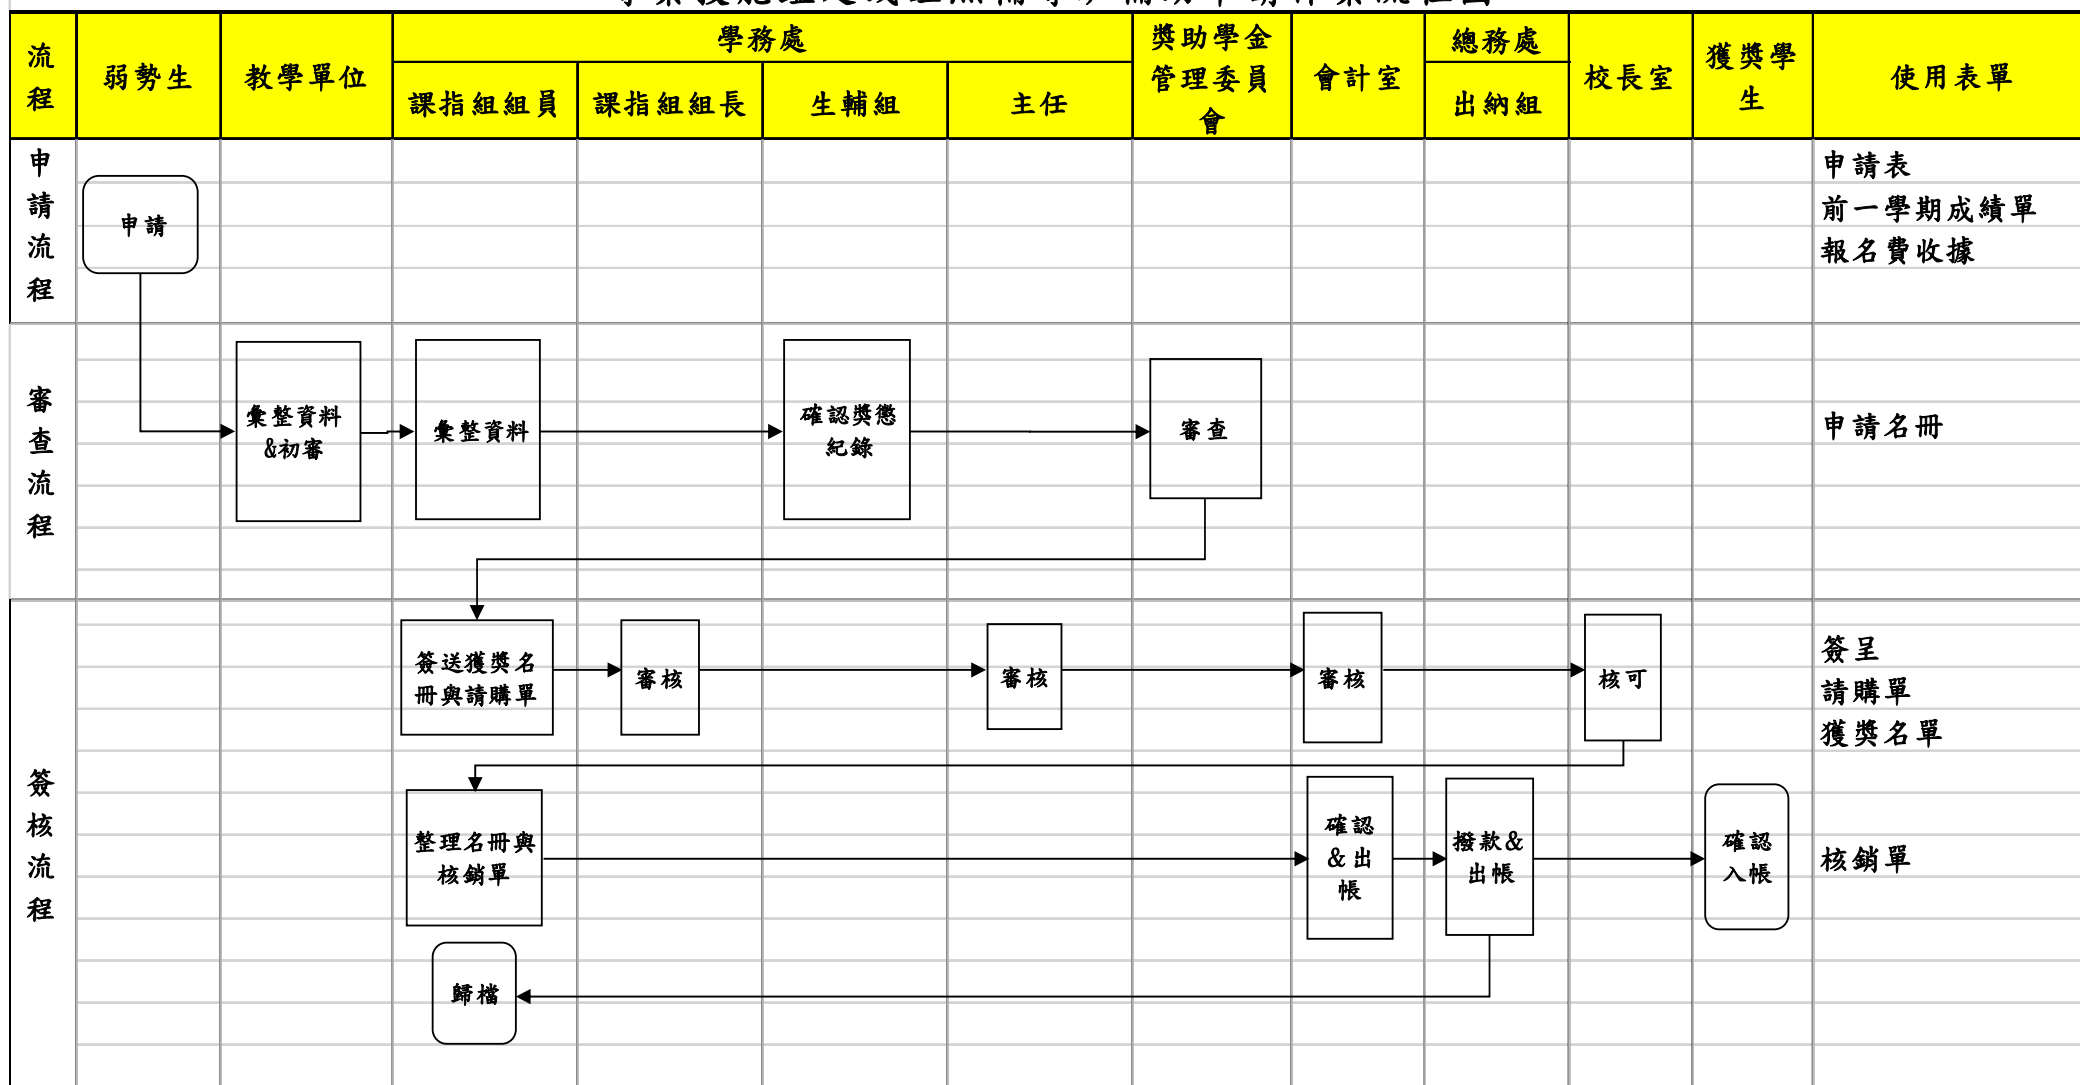 流程
弱勢生
教學單位
學務處
課指組組員
課指組組長
生輔組
主任
獎助學金
管理委員
會
會計室
總務處
出納組
校長室
獲獎學
生
使用表單
申請流程
申請
申請表
前一學期成績單
報名費收據
審查流程
彙整資料
&初審
彙整資料
確認獎懲
紀錄
審查
申請名冊
簽核流程
簽送獲獎名
冊與請購單
審核
審核
審核
核可
簽呈
請購單
獲獎名單
整理名冊與
核銷單
確認
&出
帳
撥款&
出帳
確認
入帳
核銷單
歸檔